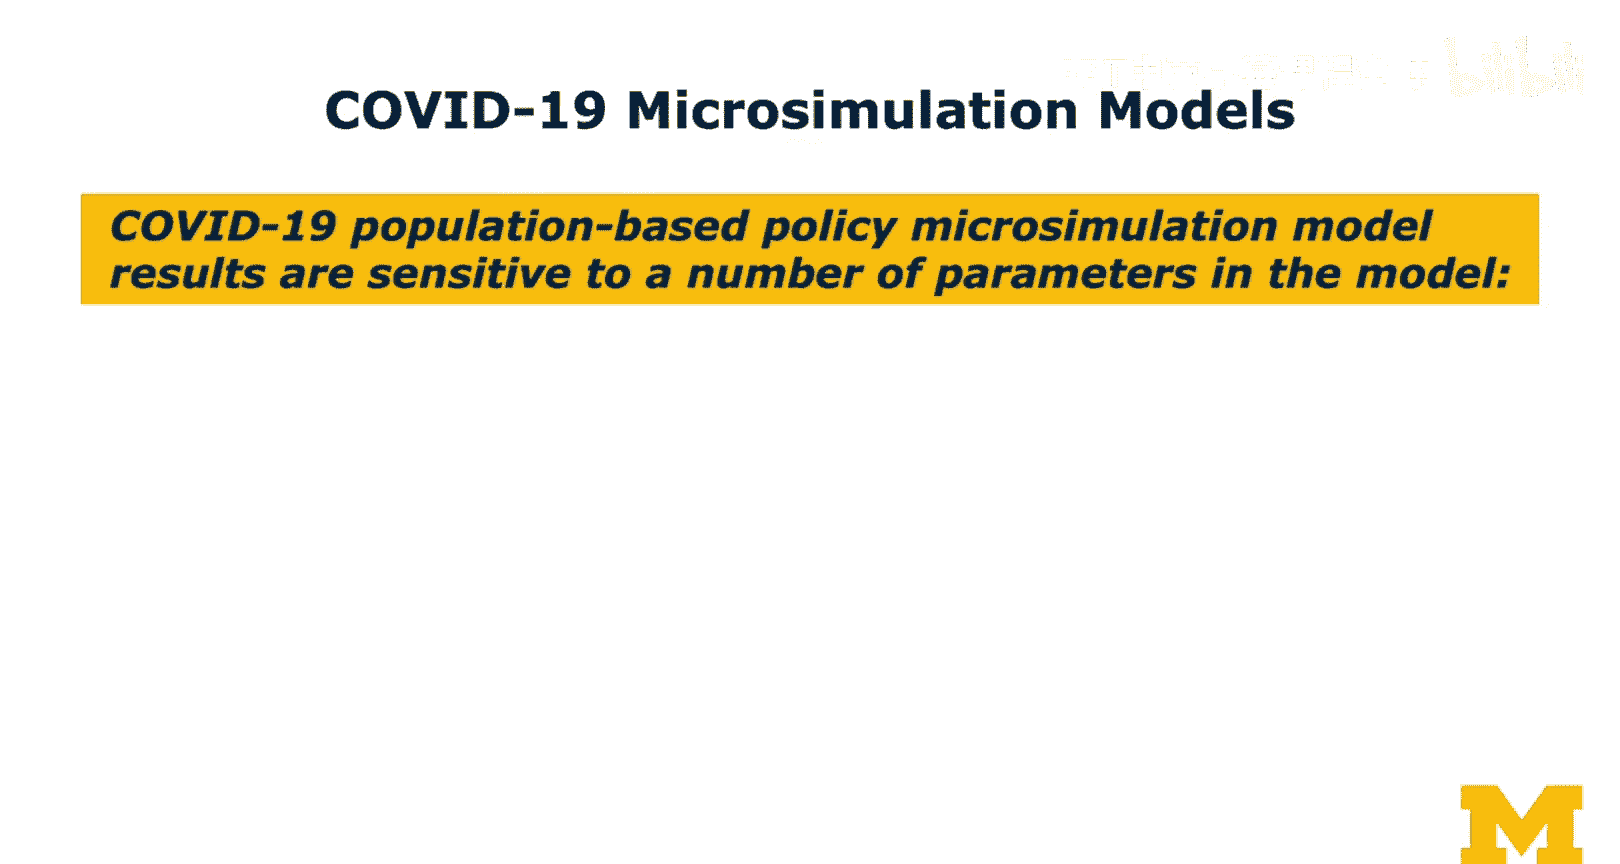 COVID-19 Microsimulation Models
COVID-19 population-based policy microsimulation model
results are sensitive to a number of parameters in the model:
M